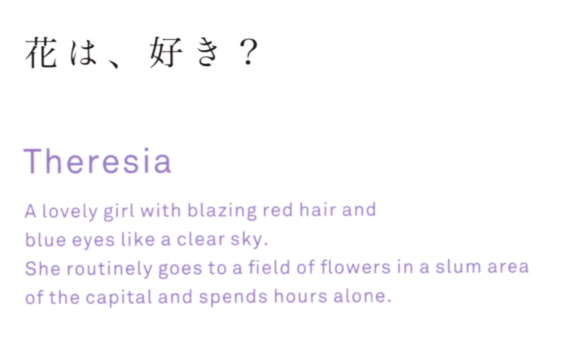 花は、好き？
Theresia
A lovely girl with blazing red hair and
blue eyes like a clear sky.
She routinely goes to a field of flowers in a slum area
of the capital and spends hours alone.